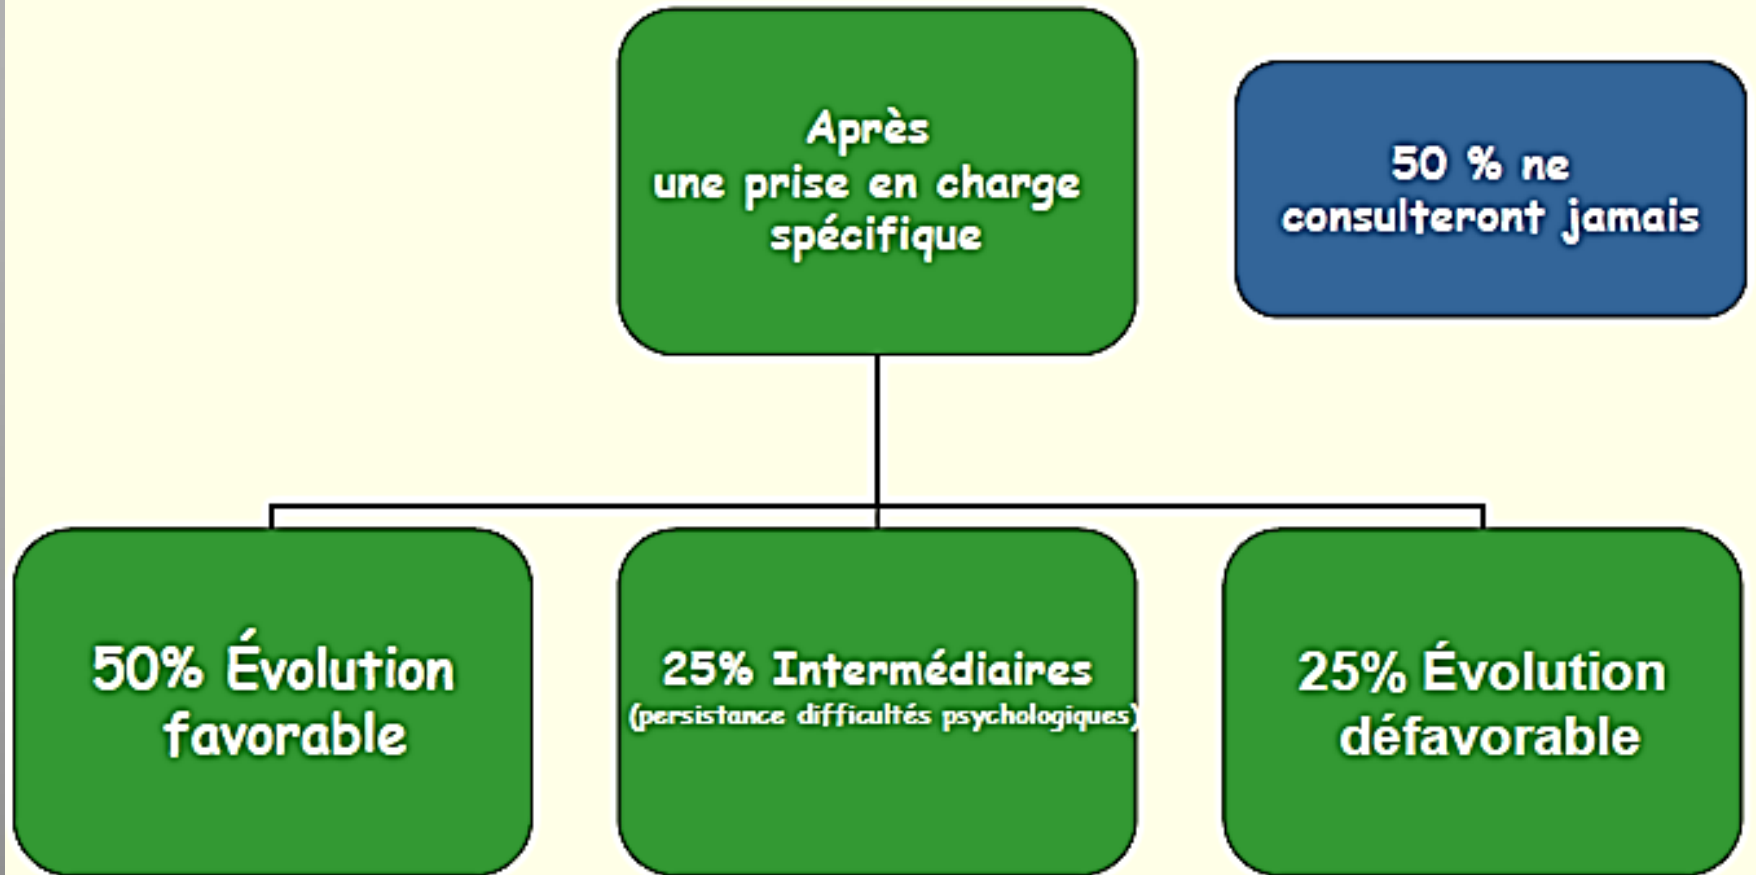 Après
une prise en charge
spécifique
50 % ne
consulteront jamais
50% Évolution
favorable
25% Intermédiaires
(persistance difficultés psychologiques)
25% Évolution
défavorable